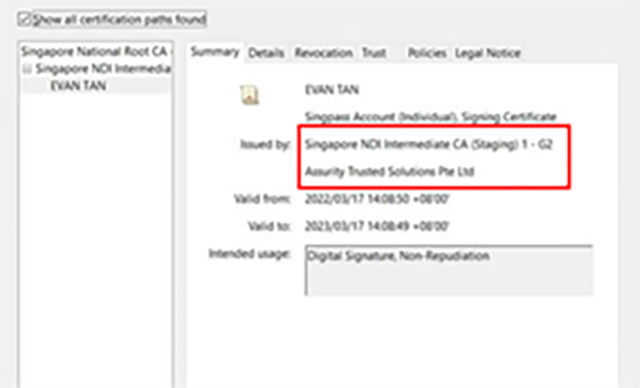 Show all certification paths found
Singapore National Root CA
Singapore NDI Intermedia
EVAN TAN
Summary Details Revocation Trust Policies Legal Notice
EVAN TAN
Singpass Account (Individual), Signing Certificate
Issued by: Singapore NDI Intermediate CA (Staging) 1 - G2
Assurity Trusted Solutions Pte Ltd
Valid from: 2022/03/17 14:08:50 +08'00'
Valid to: 2023/03/17 14:08:49 +08'00'
Intended usage: Digital Signature, Non-Repudiation